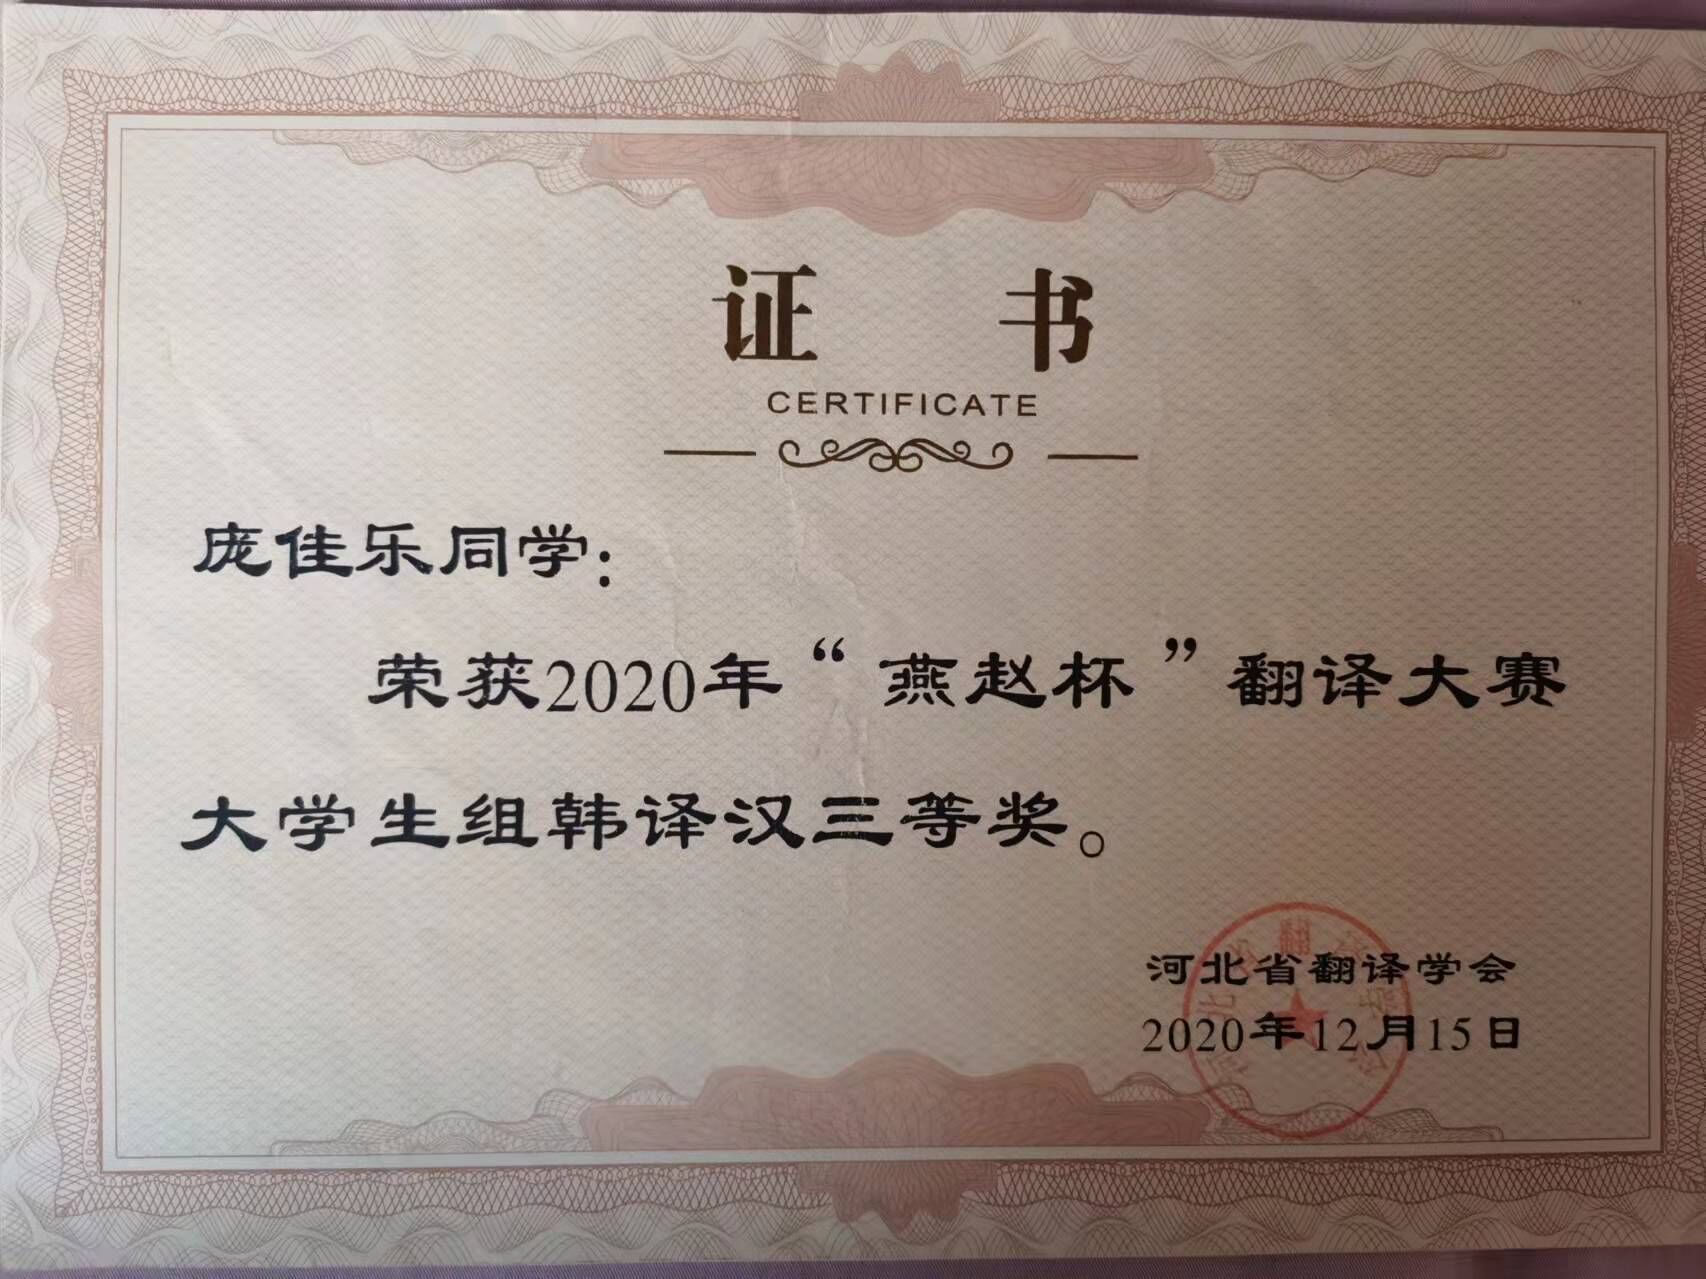 证 书
CERTIFICATE
庞佳乐同学：
荣获2020年“燕赵杯”翻译大赛
大学生组韩译汉三等奖。
河北省翻译学会
2020年12月15日